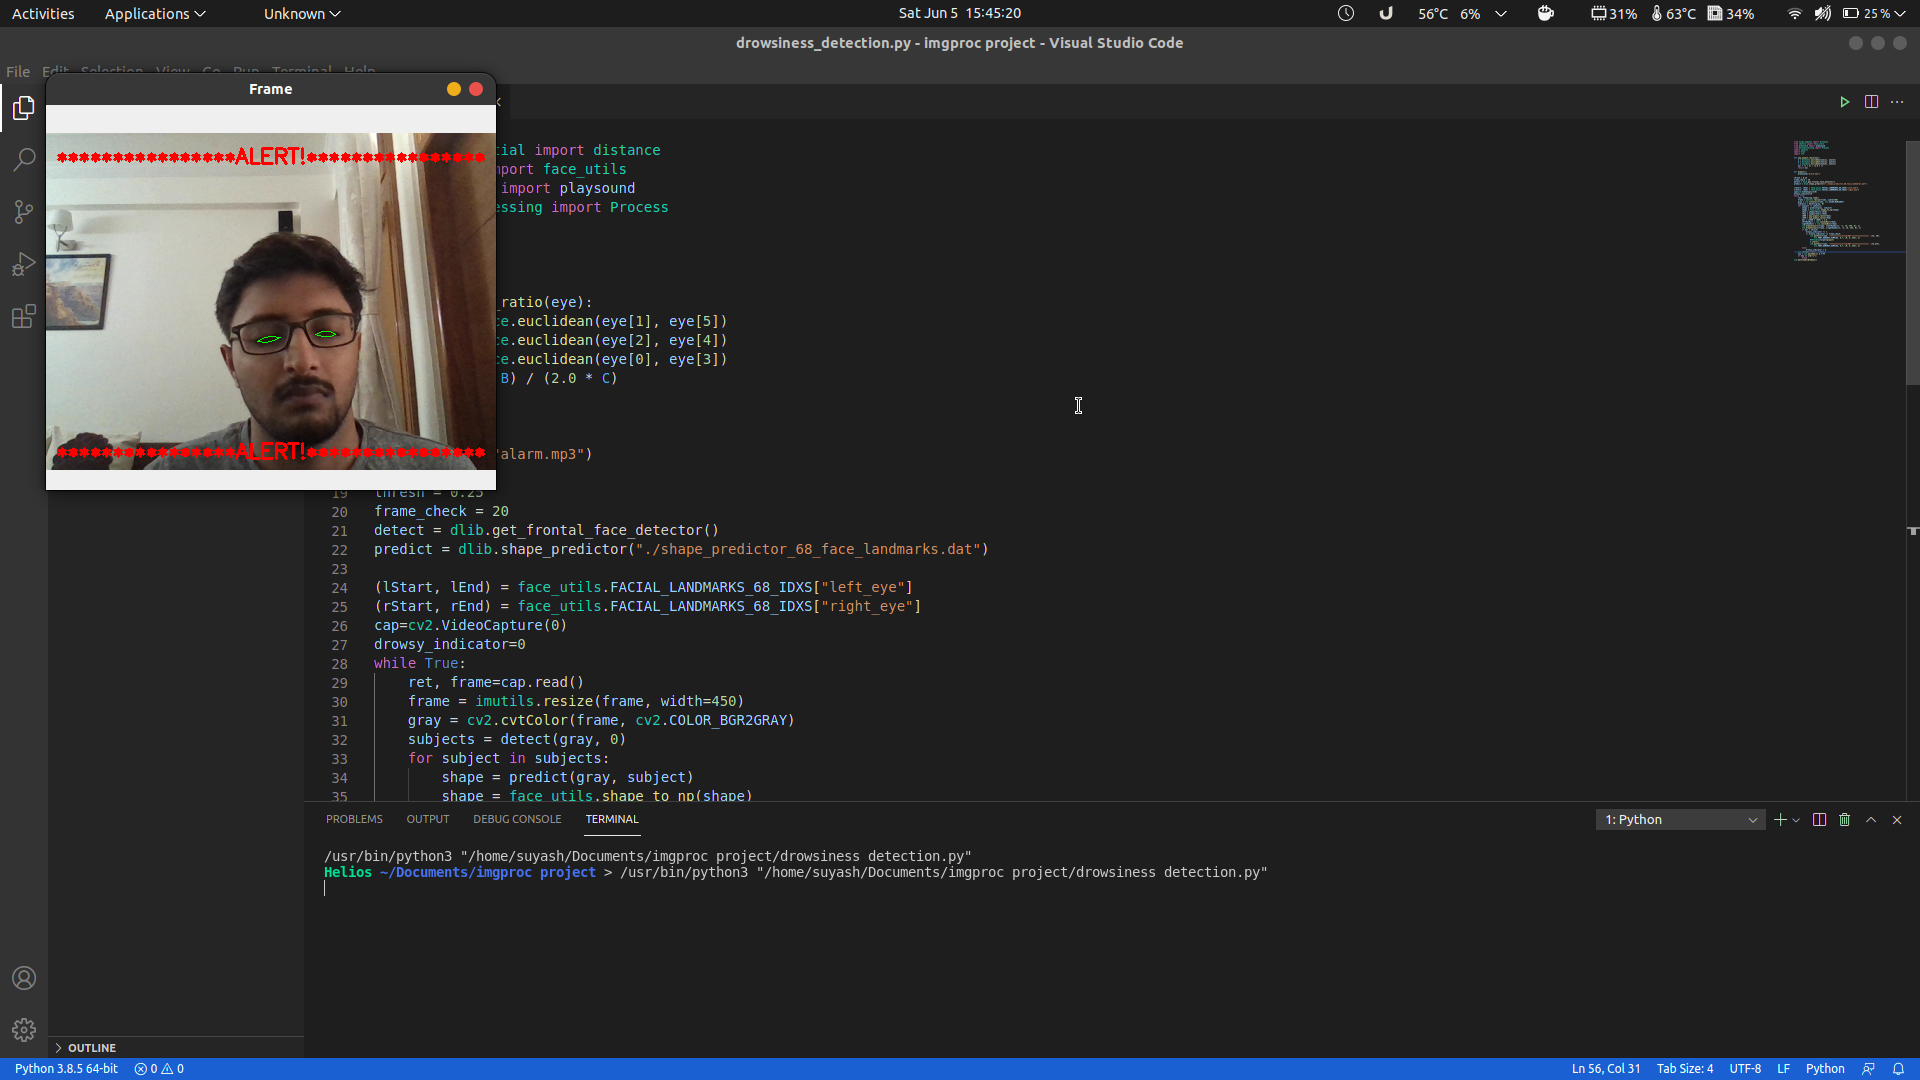 Activities Applications Unknown Sat Jun 5 15:45:20 56°C 6% 31% 63°C 34% 25 %
drowsiness_detection.py - imgproc project - Visual Studio Code
File Edit Selection View Go Run Terminal Help
Frame
****************ALERT!****************
****************ALERT!****************
tial import distance
mport face_utils
import playsound
essing import Process
_ratio(eye):
ce.euclidean(eye[1], eye[5])
ce.euclidean(eye[2], eye[4])
ce.euclidean(eye[0], eye[3])
B) / (2.0 * C)
"alarm.mp3")
19 thresh = 0.25
20 frame_check = 20
21 detect = dlib.get_frontal_face_detector()
22 predict = dlib.shape_predictor("./shape_predictor_68_face_landmarks.dat")
23
24 (lStart, lEnd) = face_utils.FACIAL_LANDMARKS_68_IDXS["left_eye"]
25 (rStart, rEnd) = face_utils.FACIAL_LANDMARKS_68_IDXS["right_eye"]
26 cap=cv2.VideoCapture(0)
27 drowsy_indicator=0
28 while True:
29 ret, frame=cap.read()
30 frame = imutils.resize(frame, width=450)
31 gray = cv2.cvtColor(frame, cv2.COLOR_BGR2GRAY)
32 subjects = detect(gray, 0)
33 for subject in subjects:
34 shape = predict(gray, subject)
35 shape = face_utils.shape_to_np(shape)
PROBLEMS OUTPUT DEBUG CONSOLE TERMINAL 1: Python
/usr/bin/python3 "/home/suyash/Documents/imgproc project/drowsiness detection.py"
Helios ~/Documents/imgproc project > /usr/bin/python3 "/home/suyash/Documents/imgproc project/drowsiness detection.py"
OUTLINE
Python 3.8.5 64-bit 0 0 Ln 56, Col 31 Tab Size: 4 UTF-8 LF Python